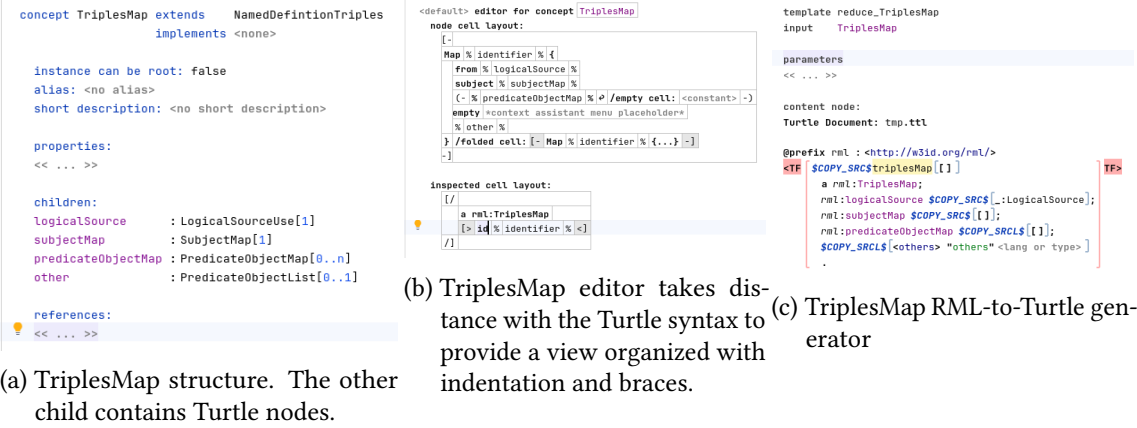 concept TriplesMap extends NamedDefintionTriples
implements <none>
instance can be root: false
alias: <no alias>
short description: <no short description>
properties:
<< ... >>
children:
logicalSource : LogicalSourceUse[1]
subjectMap : SubjectMap[1]
predicateObjectMap : PredicateObjectMap[0..n]
other : PredicateObjectList[0..1]
references:
<< ... >>
(a) TriplesMap structure. The other
child contains Turtle nodes.
<default> editor for concept TriplesMap
node cell layout:
[-
Map % identifier % {
from % logicalSource %
subject % subjectMap %
(- % predicateObjectMap % /empty cell: <constant> -)
empty *context assistant menu placeholder*
% other %
} /folded cell: [- Map % identifier % {...} -]
-]
inspected cell layout:
[/
a rml:TriplesMap
[> id % identifier % <]
/]
(b) TriplesMap editor takes dis-
tance with the Turtle syntax to
provide a view organized with
indentation and braces.
template reduce_TriplesMap
input TriplesMap
parameters
<< ... >>
content node:
Turtle Document: tmp.ttl
@prefix rml : <http://w3id.org/rml/>
<TF [ $COPY_SRC$triplesMap[[] ] TF>
a rml:TriplesMap;
rml:logicalSource $COPY_SRC$[_:LogicalSource];
rml:subjectMap $COPY_SRC$[[]];
rml:predicateObjectMap $COPY_SRCL$[[]];
$COPY_SRCL$[<others> "others" <lang or type> ]
.
(c) TriplesMap RML-to-Turtle gen-
erator